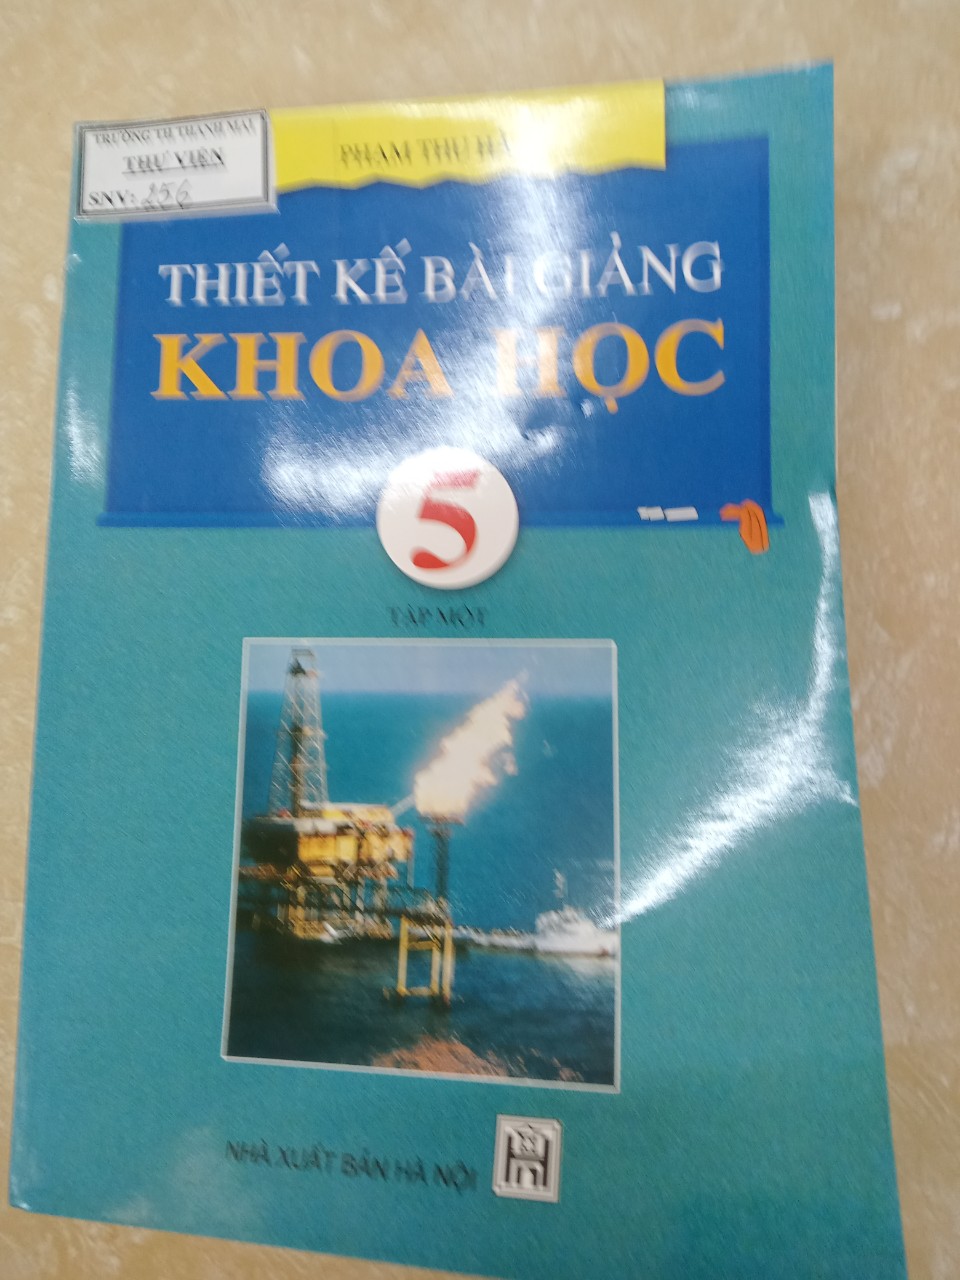 TRƯỜNG TH THANH MAI
THƯ VIỆN
SNV: 256
PHẠM THU HÀ
THIẾT KẾ BÀI GIẢNG
KHOA HỌC
5
TẬP MỘT
NHÀ XUẤT BẢN HÀ NỘI